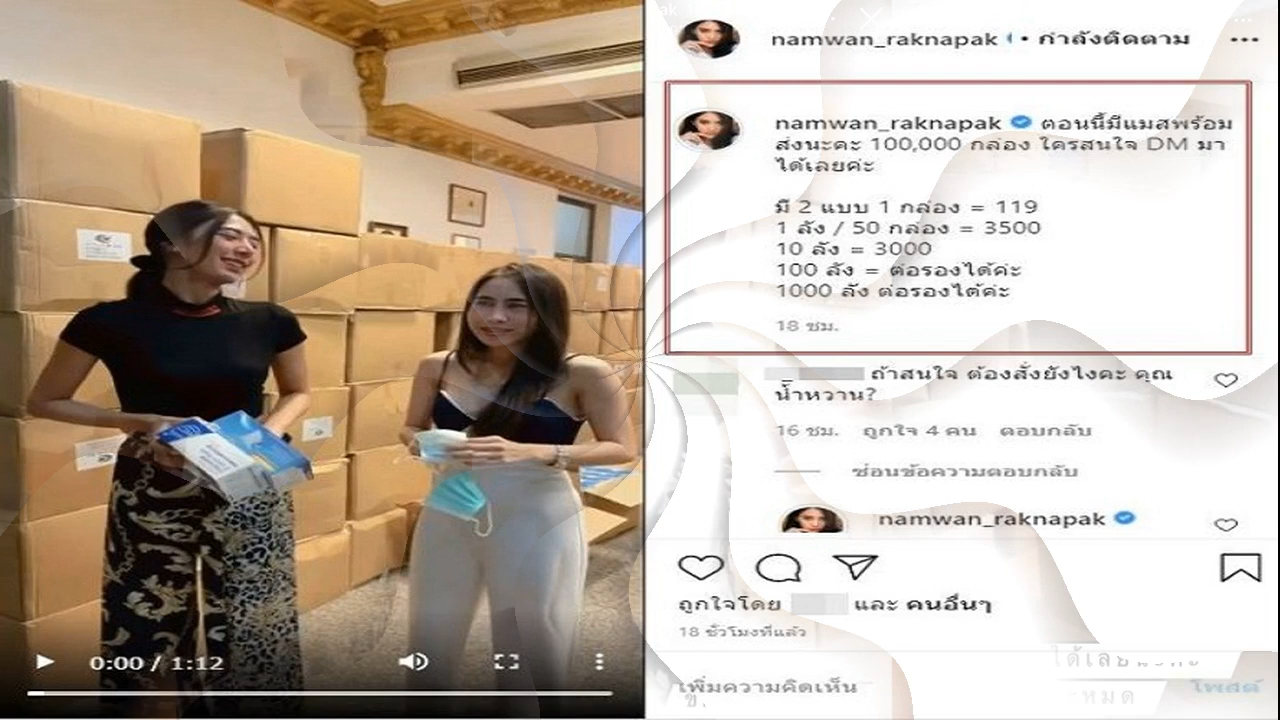 0:00 / 1:12
namwan_raknapak • กำลังติดตาม
namwan_raknapak ตอนนี้มีแมสพร้อม
ส่งนะคะ 100,000 กล่อง ใครสนใจ DM มา
ได้เลยค่ะ
มี 2 แบบ 1 กล่อง = 119
1 ลัง / 50 กล่อง = 3500
10 ลัง = 3000
100 ลัง = ต่อรองได้ค่ะ
1000 ลัง ต่อรองได้ค่ะ
18 ชม.
ถ้าสนใจ ต้องสั่งยังไงคะ คุณ
น้ำหวาน?
16 ชม. ถูกใจ 4 คน ตอบกลับ
ซ่อนข้อความตอบกลับ
namwan_raknapak
ถูกใจโดย และ คนอื่นๆ
18 ชั่วโมงที่แล้ว
เพิ่มความคิดเห็น โพสต์